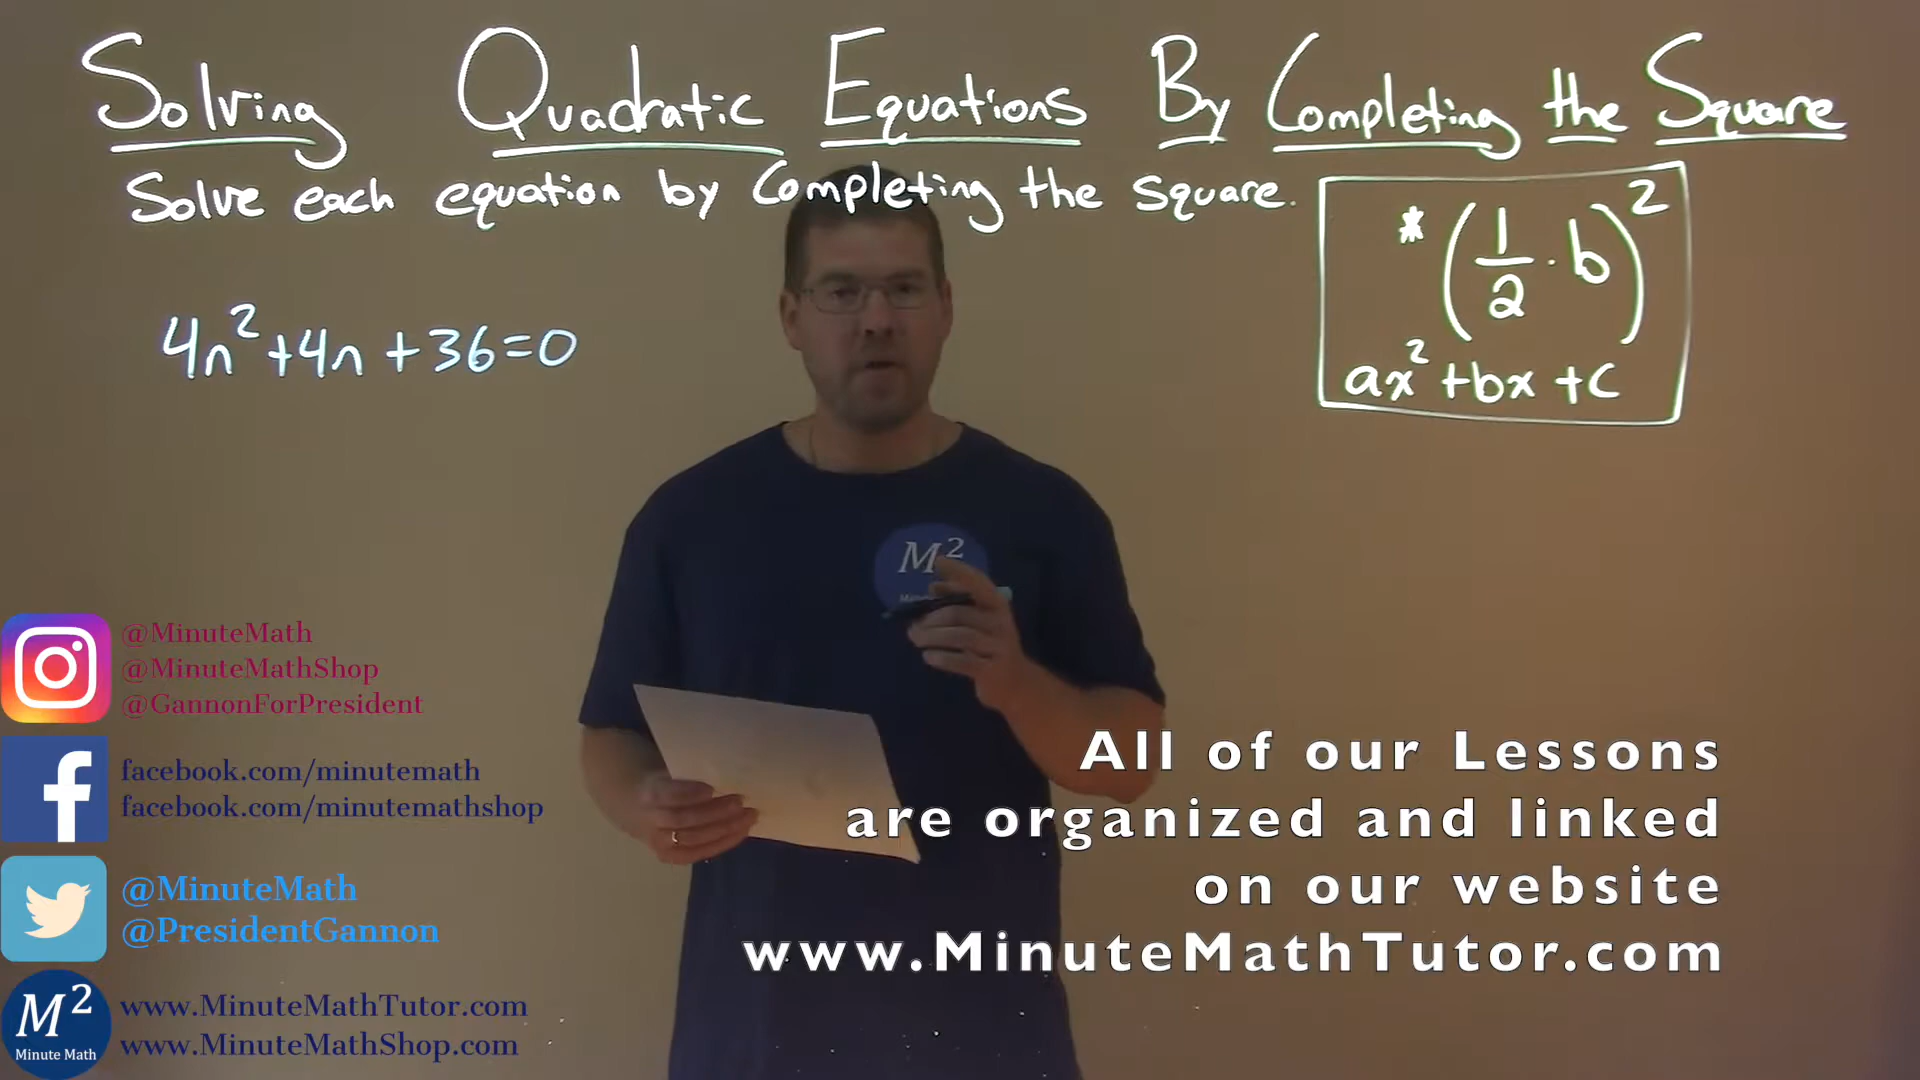 Solving Quadratic Equations By Completing the Square
Solve each equation by Completing the square.
* (1/2 · b)²
ax² + bx + c
4n² + 4n + 36 = 0
M²
@MinuteMath
@MinuteMathShop
@GannonForPresident
facebook.com/minutemath
facebook.com/minutemathshop
@MinuteMath
@PresidentGannon
M²
Minute Math
www.MinuteMathTutor.com
www.MinuteMathShop.com
All of our Lessons
are organized and linked
on our website
www.MinuteMathTutor.com